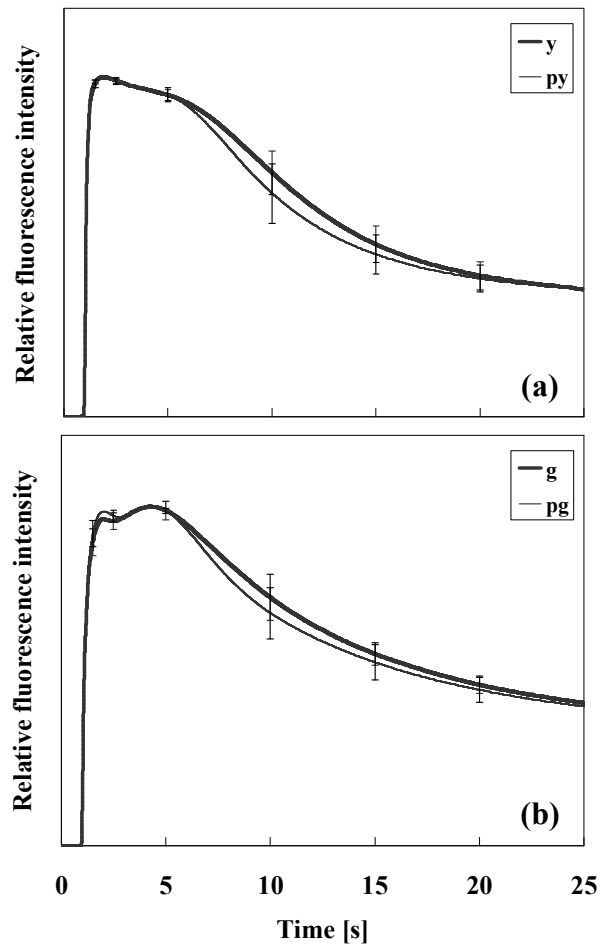 Relative fluorescence intensity
y
py
(a)
Relative fluorescence intensity
g
pg
(b)
0 5 10 15 20 25
Time [s]